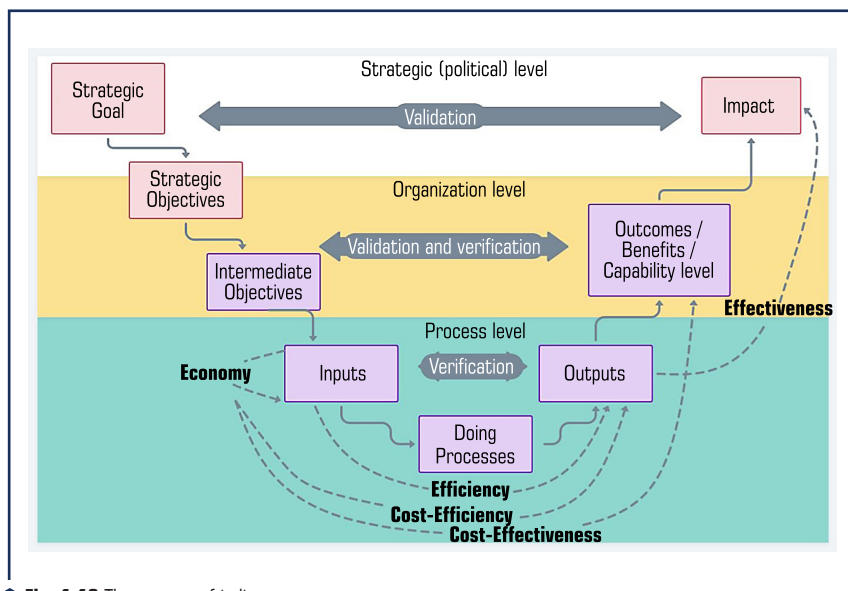 Strategic (political) level
Strategic
Goal
Validation
Impact
Strategic
Objectives
Organization level
Validation and verification
Outcomes /
Benefits /
Capability level
Intermediate
Objectives
Effectiveness
Process level
Economy
Inputs
Verification
Outputs
Doing
Processes
Efficiency
Cost-Efficiency
Cost-Effectiveness